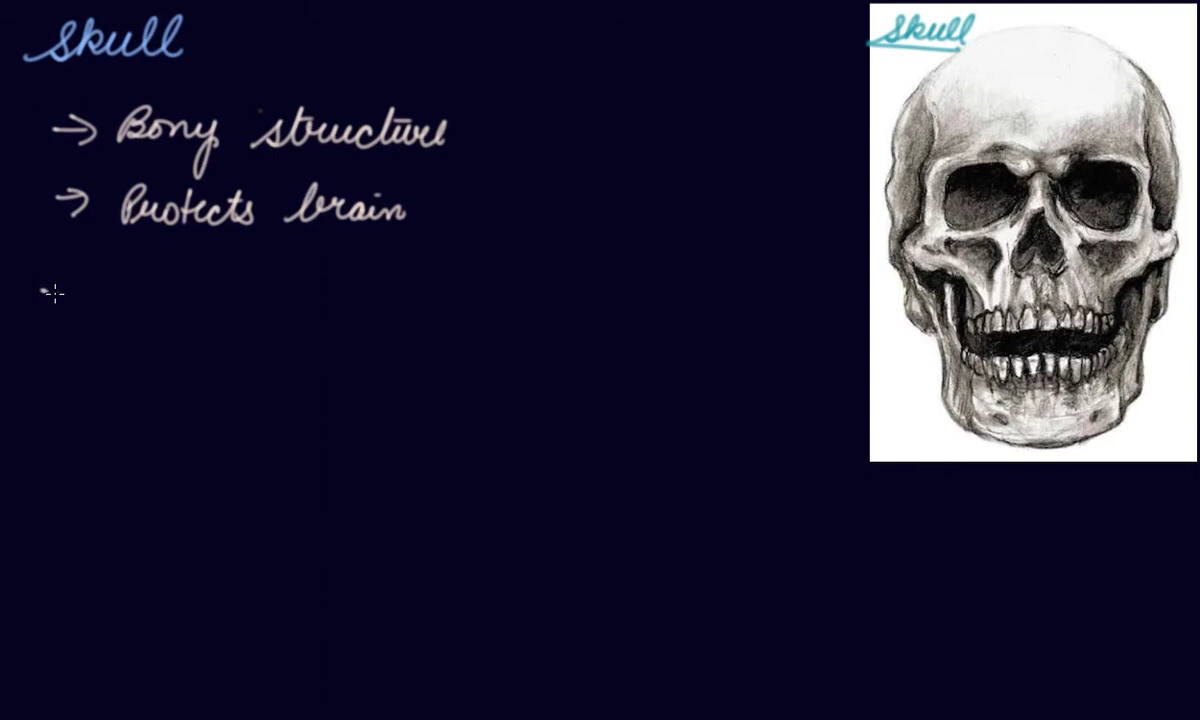 Skull
→ Bony structure
→ Protects brain
Skull